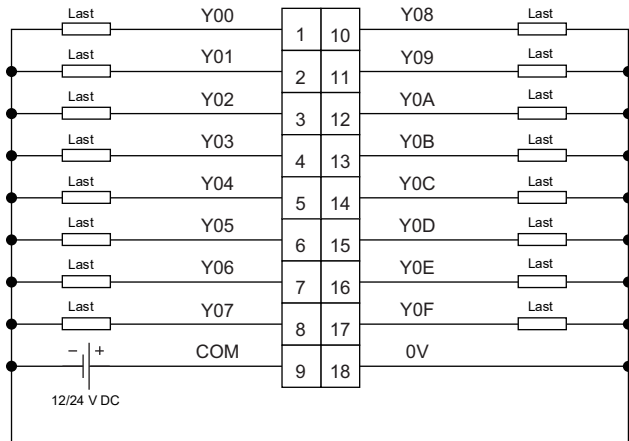 Last Y00 1 10 Y08 Last
Last Y01 2 11 Y09 Last
Last Y02 3 12 Y0A Last
Last Y03 4 13 Y0B Last
Last Y04 5 14 Y0C Last
Last Y05 6 15 Y0D Last
Last Y06 7 16 Y0E Last
Last Y07 8 17 Y0F Last
– + COM 9 18 0V
12/24 V DC